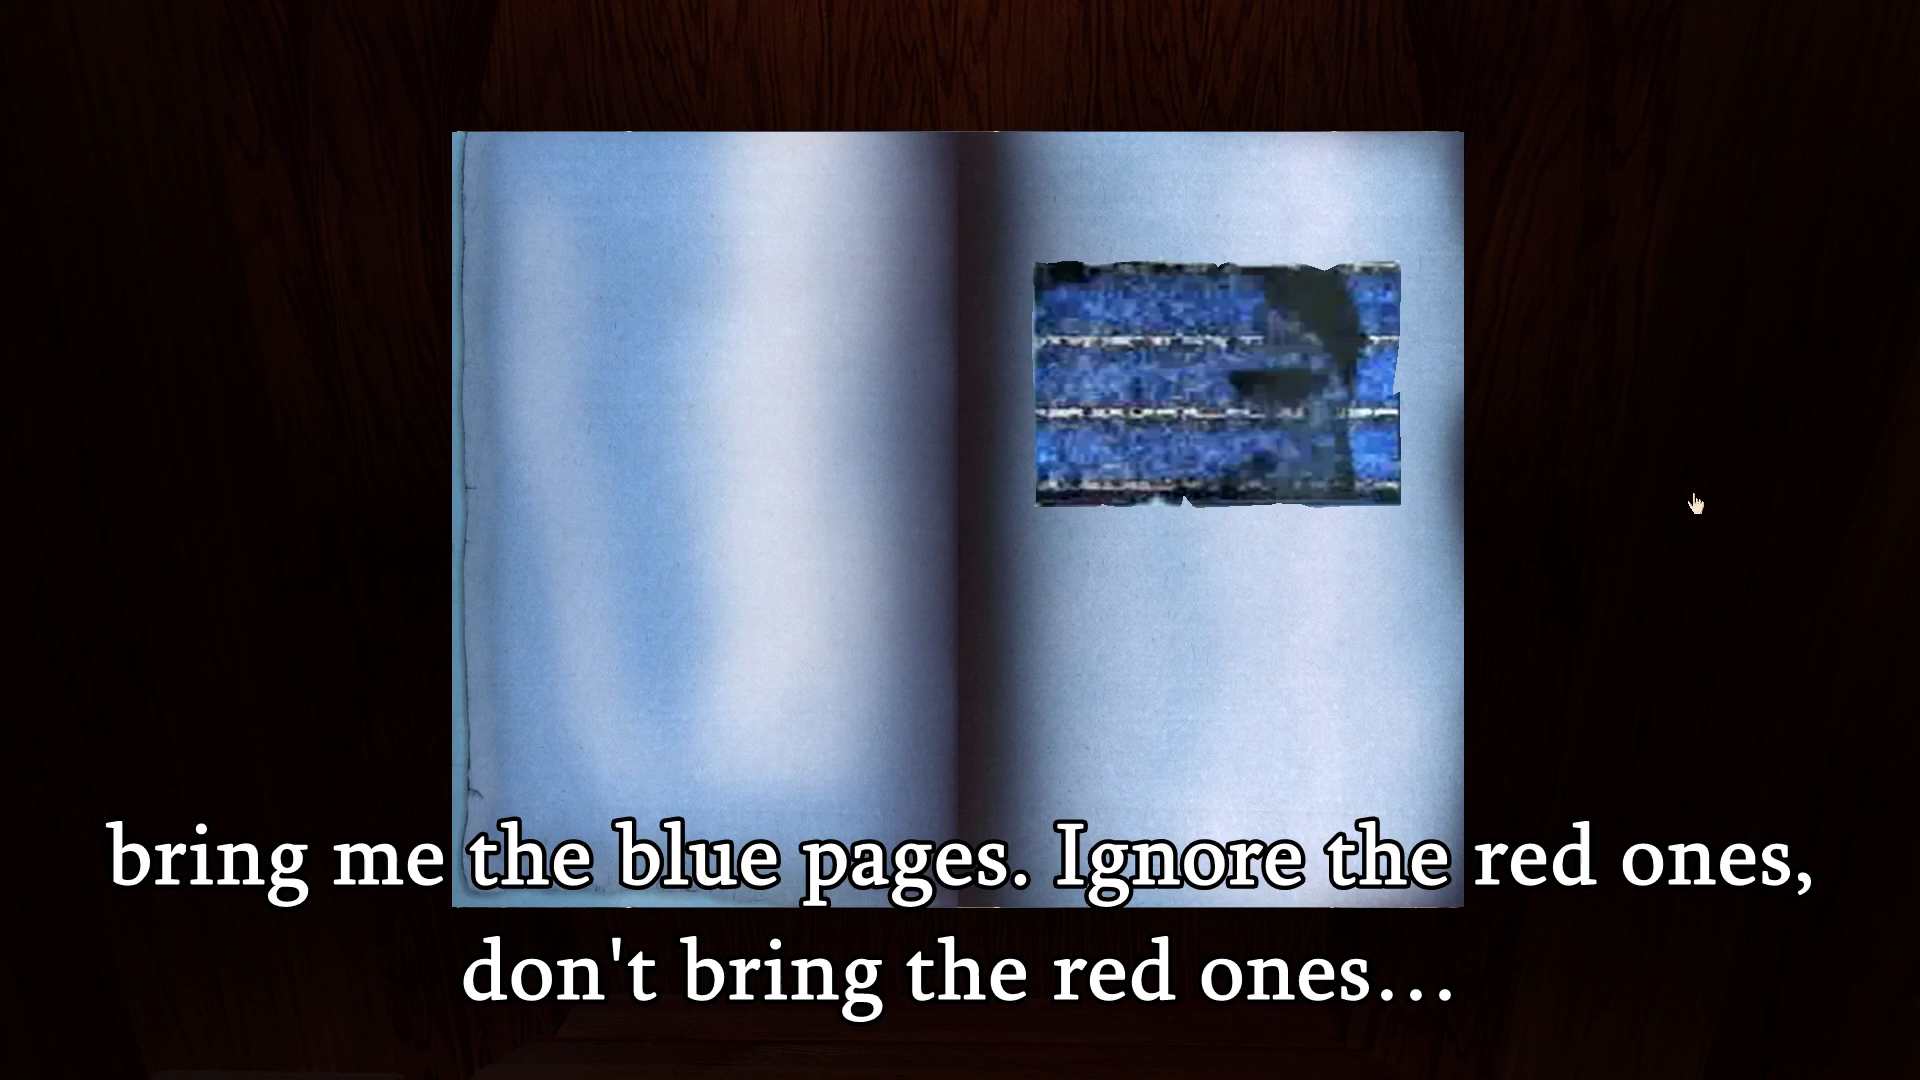 bring me the blue pages. Ignore the red ones,
don't bring the red ones...